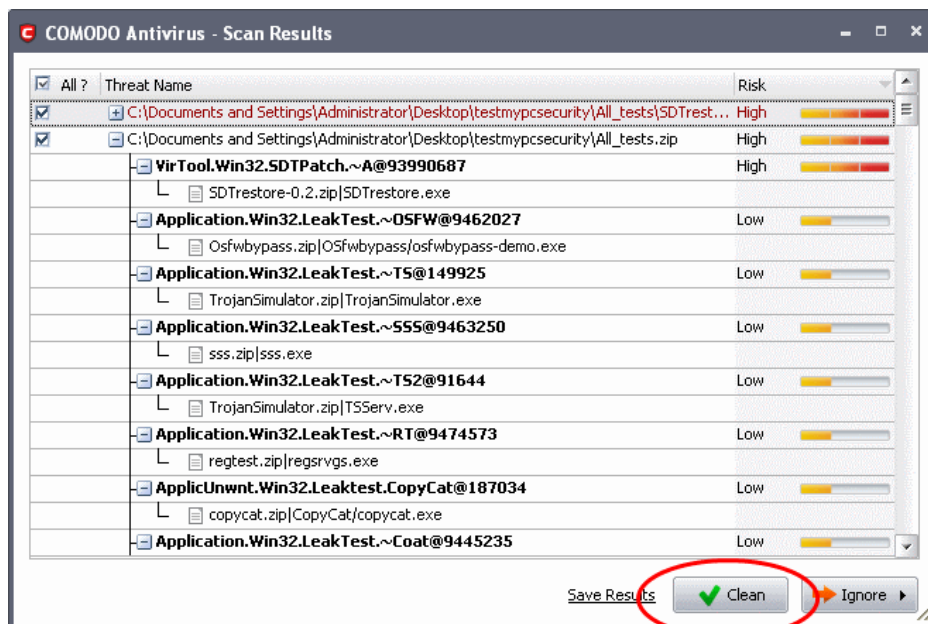 COMODO Antivirus - Scan Results
All ? Threat Name Risk
C:\Documents and Settings\Administrator\Desktop\testmypcsecurity\All_tests\SDTrest... High
C:\Documents and Settings\Administrator\Desktop\testmypcsecurity\All_tests.zip High
VirTool.Win32.SDTPatch.~A@93990687 High
SDTrestore-0.2.zip|SDTrestore.exe
Application.Win32.LeakTest.~OSFW@9462027 Low
Osfwbypass.zip|OSfwbypass/osfwbypass-demo.exe
Application.Win32.LeakTest.~TS@149925 Low
TrojanSimulator.zip|TrojanSimulator.exe
Application.Win32.LeakTest.~SSS@9463250 Low
sss.zip|sss.exe
Application.Win32.LeakTest.~TS2@91644 Low
TrojanSimulator.zip|TSServ.exe
Application.Win32.LeakTest.~RT@9474573 Low
regtest.zip|regsrvgs.exe
ApplicUnwnt.Win32.Leaktest.CopyCat@187034 Low
copycat.zip|CopyCat/copycat.exe
Application.Win32.LeakTest.~Coat@9445235 Low
Save Results Clean Ignore